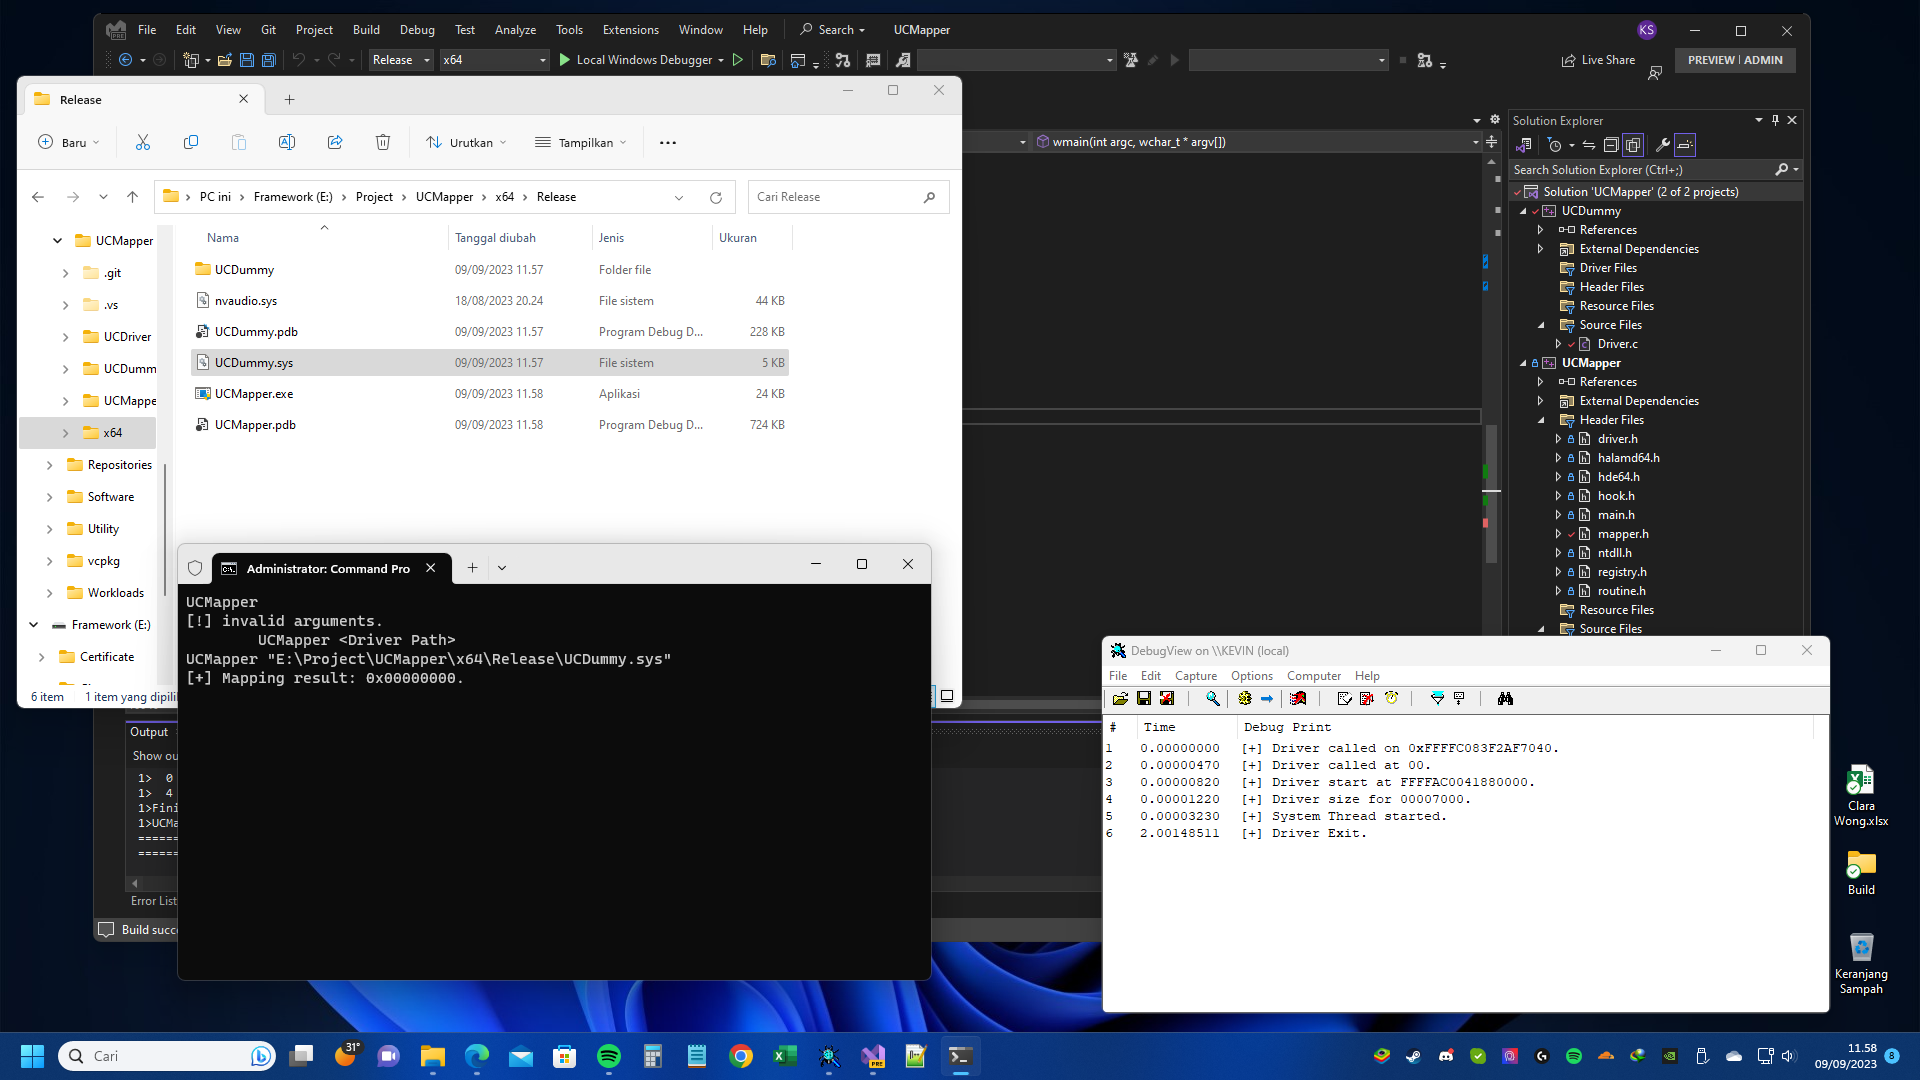 File Edit View Git Project Build Debug Test Analyze Tools Extensions Window Help Search UCMapper KS
Release x64 Local Windows Debugger Live Share PREVIEW | ADMIN
Release
Baru Urutkan Tampilkan
PC ini Framework (E:) Project UCMapper x64 Release Cari Release
Nama Tanggal diubah Jenis Ukuran
UCDummy 09/09/2023 11.57 Folder file
nvaudio.sys 18/08/2023 20.24 File sistem 44 KB
UCDummy.pdb 09/09/2023 11.57 Program Debug D... 228 KB
UCDummy.sys 09/09/2023 11.57 File sistem 5 KB
UCMapper.exe 09/09/2023 11.58 Aplikasi 24 KB
UCMapper.pdb 09/09/2023 11.58 Program Debug D... 724 KB
UCMapper
.git
.vs
UCDriver
UCDumm
UCMappe
x64
Repositories
Software
Utility
vcpkg
Workloads
Framework (E:)
Certificate
6 item 1 item yang dipili
wmain(int argc, wchar_t * argv[])
Solution Explorer
Search Solution Explorer (Ctrl+;)
Solution 'UCMapper' (2 of 2 projects)
UCDummy
References
External Dependencies
Driver Files
Header Files
Resource Files
Source Files
Driver.c
UCMapper
References
External Dependencies
Header Files
driver.h
halamd64.h
hde64.h
hook.h
main.h
mapper.h
ntdll.h
registry.h
routine.h
Resource Files
Source Files
Administrator: Command Pro
UCMapper
[!] invalid arguments.
UCMapper <Driver Path>
UCMapper "E:\Project\UCMapper\x64\Release\UCDummy.sys"
[+] Mapping result: 0x00000000.
Output
Show ou
1> 0
1> 4
1>Fini
1>UCMa
=====
=====
Error List
Build succe
DebugView on \\KEVIN (local)
File Edit Capture Options Computer Help
# Time Debug Print
1 0.00000000 [+] Driver called on 0xFFFFC083F2AF7040.
2 0.00000470 [+] Driver called at 00.
3 0.00000820 [+] Driver start at FFFFAC0041880000.
4 0.00001220 [+] Driver size for 00007000.
5 0.00003230 [+] System Thread started.
6 2.00148511 [+] Driver Exit.
Clara
Wong.xlsx
Build
Keranjang
Sampah
Cari 31° PRE
11.58
09/09/2023 8